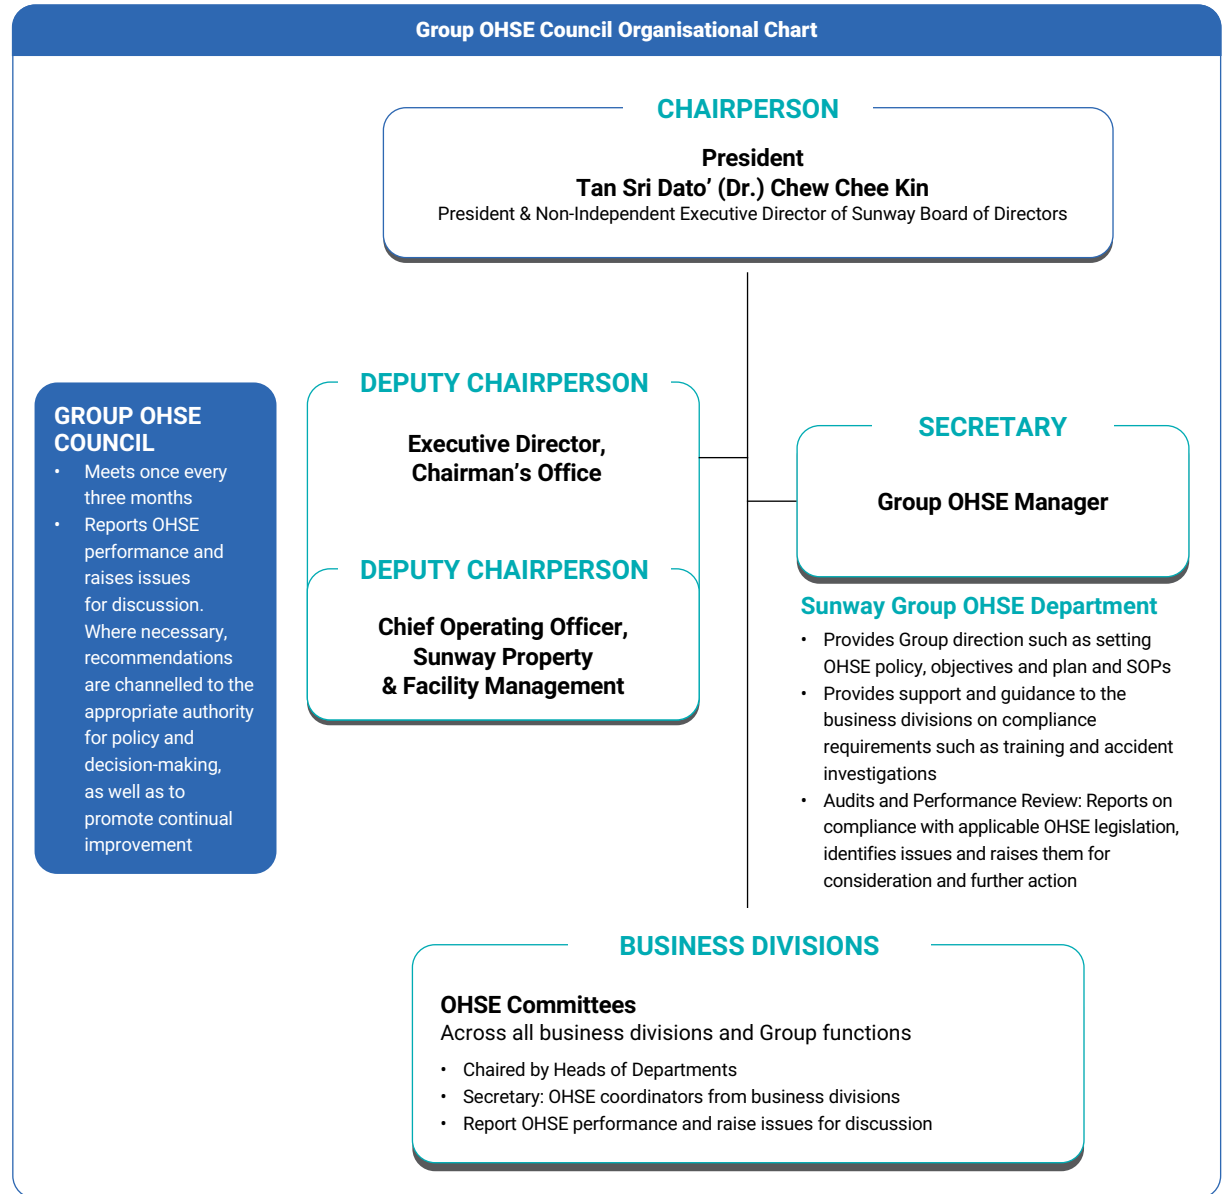 Group OHSE Council Organisational Chart
CHAIRPERSON
President
Tan Sri Dato’ (Dr.) Chew Chee Kin
President & Non-Independent Executive Director of Sunway Board of Directors
GROUP OHSE
COUNCIL
• Meets once every
three months
• Reports OHSE
performance and
raises issues
for discussion.
Where necessary,
recommendations
are channelled to the
appropriate authority
for policy and
decision-making,
as well as to
promote continual
improvement
DEPUTY CHAIRPERSON
Executive Director,
Chairman’s Office
DEPUTY CHAIRPERSON
Chief Operating Officer,
Sunway Property
& Facility Management
SECRETARY
Group OHSE Manager
Sunway Group OHSE Department
• Provides Group direction such as setting
OHSE policy, objectives and plan and SOPs
• Provides support and guidance to the
business divisions on compliance
requirements such as training and accident
investigations
• Audits and Performance Review: Reports on
compliance with applicable OHSE legislation,
identifies issues and raises them for
consideration and further action
BUSINESS DIVISIONS
OHSE Committees
Across all business divisions and Group functions
• Chaired by Heads of Departments
• Secretary: OHSE coordinators from business divisions
• Report OHSE performance and raise issues for discussion